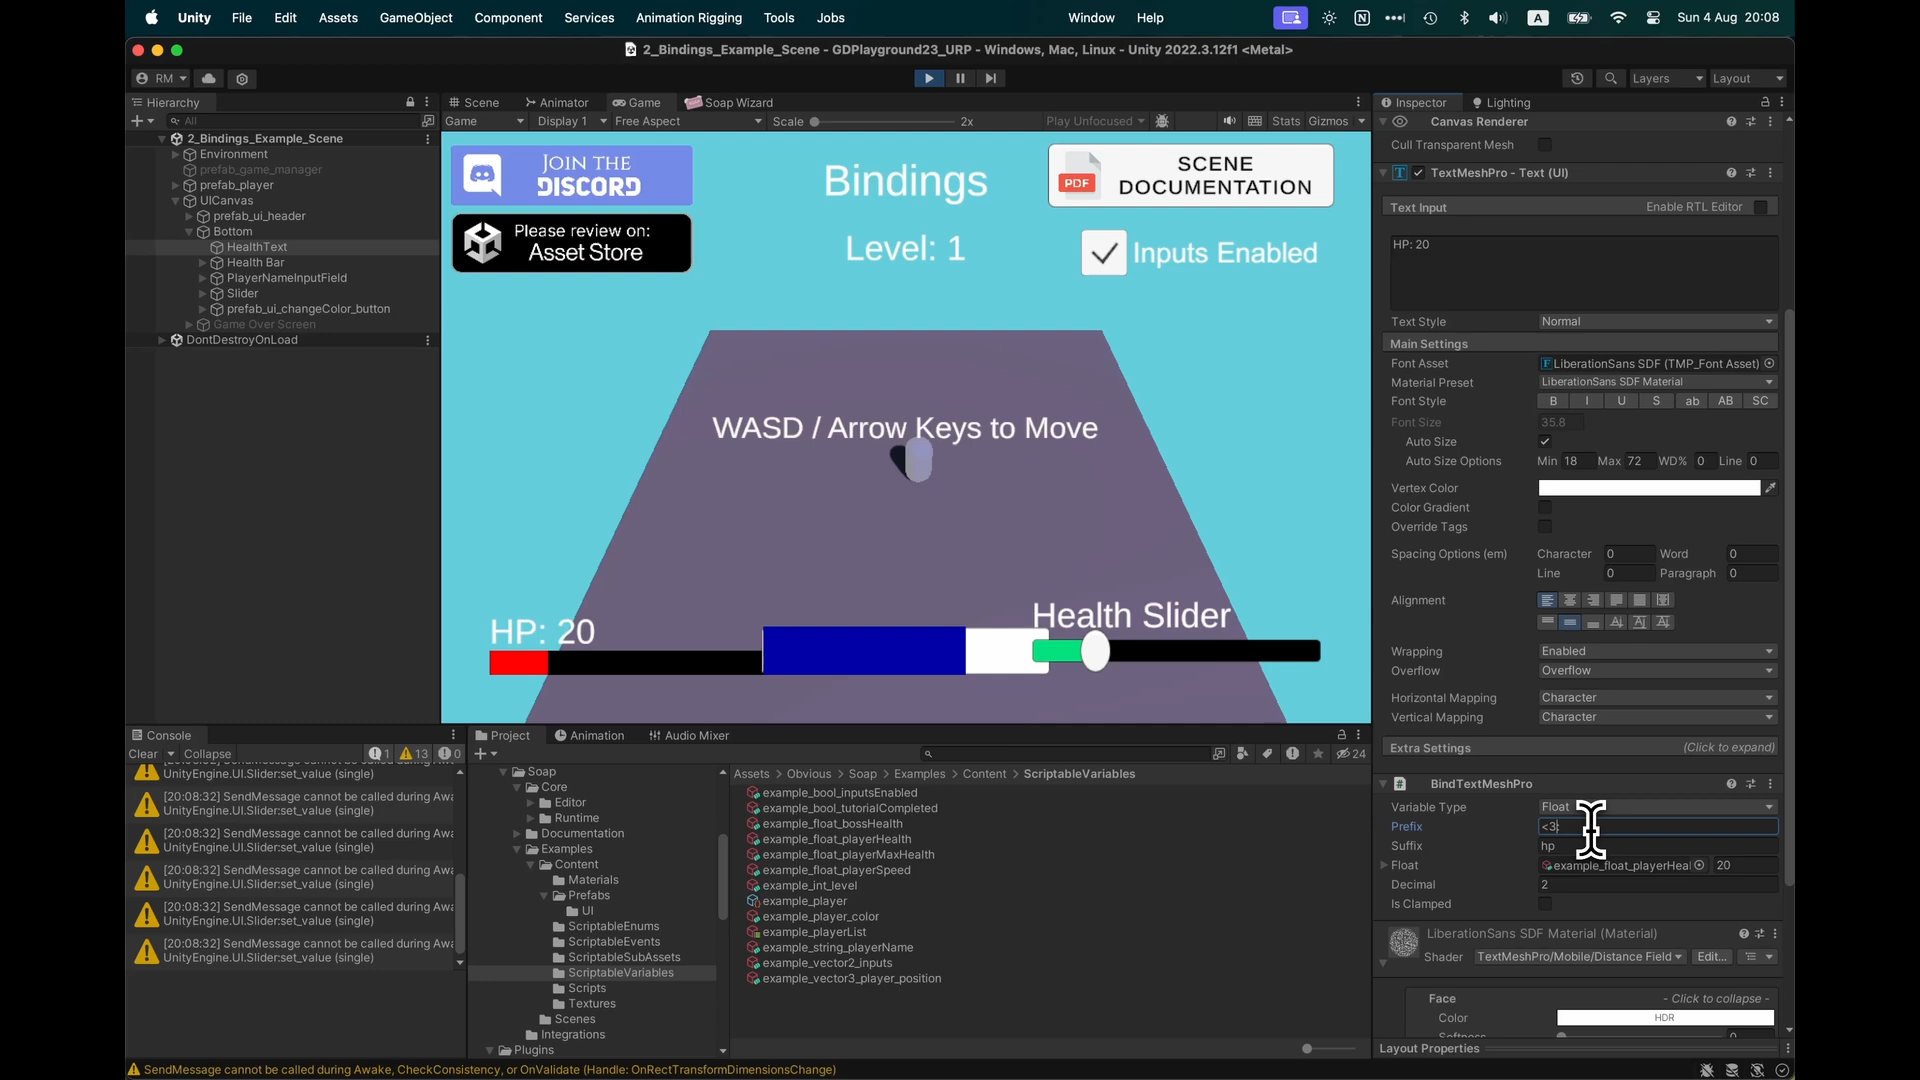 Unity File Edit Assets GameObject Component Services Animation Rigging Tools Jobs Window Help A Sun 4 Aug 20:08
2_Bindings_Example_Scene - GDPlayground23_URP - Windows, Mac, Linux - Unity 2022.3.12f1 <Metal>
RM Layers Layout
Hierarchy
All
2_Bindings_Example_Scene
Environment
prefab_game_manager
prefab_player
UICanvas
prefab_ui_header
Bottom
HealthText
Health Bar
PlayerNameInputField
Slider
prefab_ui_changeColor_button
Game Over Screen
DontDestroyOnLoad
Scene Animator Game Soap Wizard
Game Display 1 Free Aspect Scale 2x Play Unfocused Stats Gizmos
JOIN THE
DISCORD
Please review on:
Asset Store
Bindings
Level: 1
PDF
SCENE
DOCUMENTATION
Inputs Enabled
WASD / Arrow Keys to Move
HP: 20
Health Slider
Console
Clear Collapse 1 13 0
UnityEngine.UI.Slider:set_value (single)
[20:08:32] SendMessage cannot be called during Awa
UnityEngine.UI.Slider:set_value (single)
[20:08:32] SendMessage cannot be called during Awa
UnityEngine.UI.Slider:set_value (single)
[20:08:32] SendMessage cannot be called during Awa
UnityEngine.UI.Slider:set_value (single)
[20:08:32] SendMessage cannot be called during Awa
UnityEngine.UI.Slider:set_value (single)
[20:08:32] SendMessage cannot be called during Awa
UnityEngine.UI.Slider:set_value (single)
Project Animation Audio Mixer
24
Soap
Core
Editor
Runtime
Documentation
Examples
Content
Materials
Prefabs
UI
ScriptableEnums
ScriptableEvents
ScriptableSubAssets
ScriptableVariables
Scripts
Textures
Scenes
Integrations
Plugins
Assets Obvious Soap Examples Content ScriptableVariables
example_bool_inputsEnabled
example_bool_tutorialCompleted
example_float_bossHealth
example_float_playerHealth
example_float_playerMaxHealth
example_float_playerSpeed
example_int_level
example_player
example_player_color
example_playerList
example_string_playerName
example_vector2_inputs
example_vector3_player_position
Inspector Lighting
Canvas Renderer
Cull Transparent Mesh
TextMeshPro - Text (UI)
Text Input Enable RTL Editor
HP: 20
Text Style Normal
Main Settings
Font Asset LiberationSans SDF (TMP_Font Asset)
Material Preset LiberationSans SDF Material
Font Style B I U S ab AB SC
Font Size 35.8
Auto Size
Auto Size Options Min 18 Max 72 WD% 0 Line 0
Vertex Color
Color Gradient
Override Tags
Spacing Options (em) Character 0 Word 0
Line 0 Paragraph 0
Alignment
Wrapping Enabled
Overflow Overflow
Horizontal Mapping Character
Vertical Mapping Character
Extra Settings (Click to expand)
BindTextMeshPro
Variable Type Float
Prefix <3:
Suffix hp
Float example_float_playerHeal 20
Decimal 2
Is Clamped
LiberationSans SDF Material (Material)
Shader TextMeshPro/Mobile/Distance Field Edit...
Face - Click to collapse -
Color HDR
Layout Properties
SendMessage cannot be called during Awake, CheckConsistency, or OnValidate (Handle: OnRectTransformDimensionsChange)